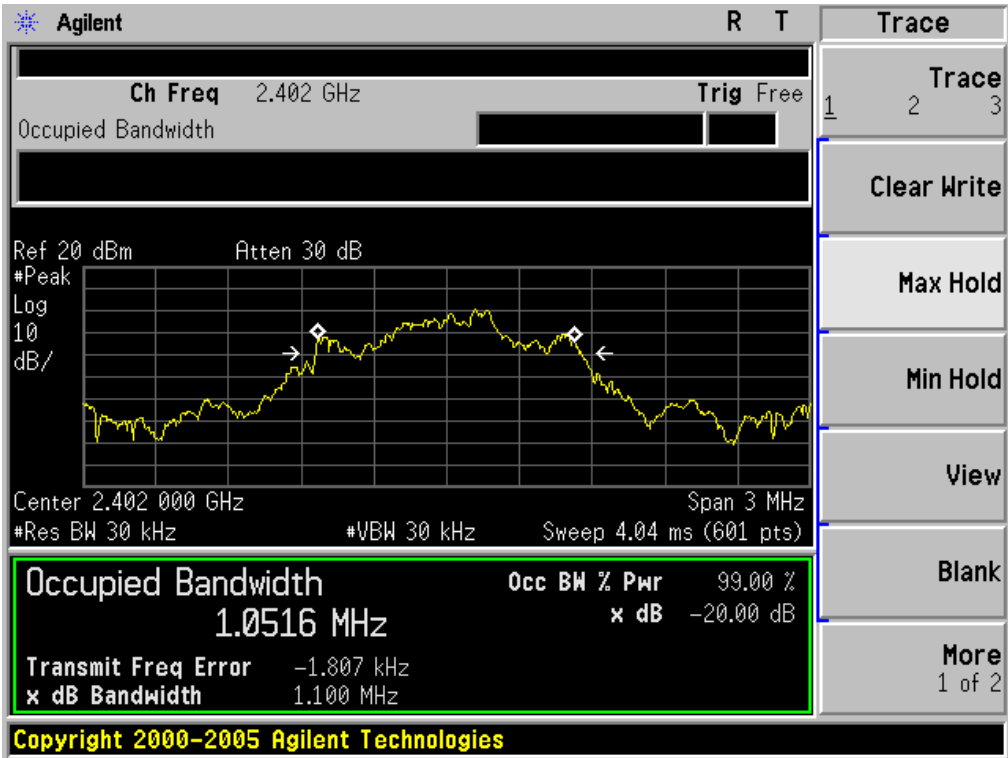 Agilent R T
Ch Freq 2.402 GHz Trig Free
Occupied Bandwidth
Ref 20 dBm Atten 30 dB
#Peak
Log
10
dB/
Center 2.402 000 GHz Span 3 MHz
#Res BW 30 kHz #VBW 30 kHz Sweep 4.04 ms (601 pts)
Occupied Bandwidth Occ BW % Pwr 99.00 %
1.0516 MHz x dB -20.00 dB
Transmit Freq Error -1.807 kHz
x dB Bandwidth 1.100 MHz
Copyright 2000-2005 Agilent Technologies
Trace
Trace
1 2 3
Clear Write
Max Hold
Min Hold
View
Blank
More
1 of 2